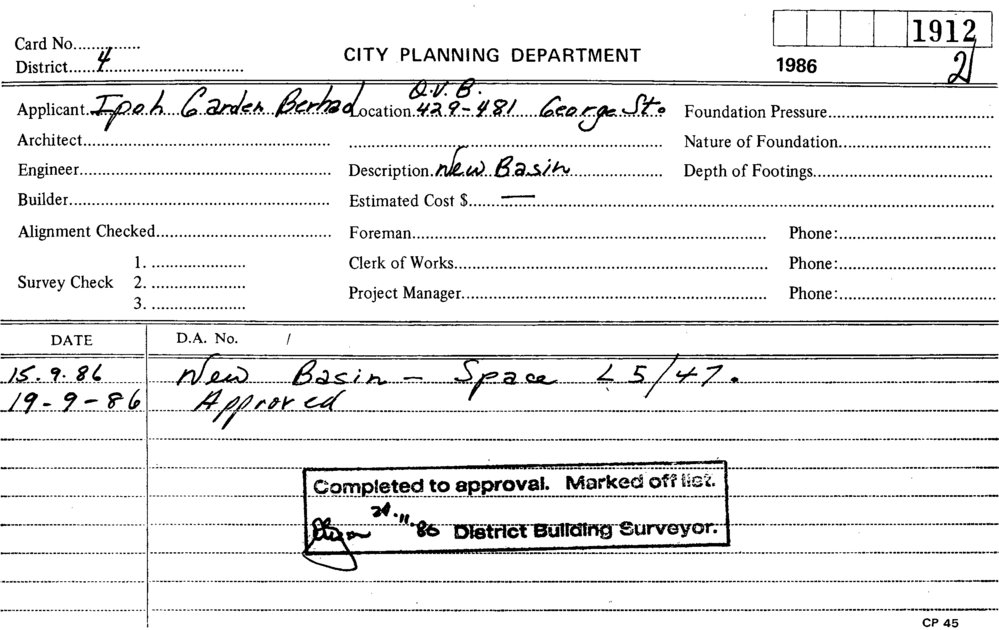 1912
Card No...............
CITY PLANNING DEPARTMENT
District......4............................
1986
2
Q.V.B.
Applicant. Ipoh Garden Berhad Location. 429-481 George St. Foundation Pressure...................................
Architect.................................................. ............................................................... Nature of Foundation.................................
Engineer................................................... Description. New Basin Depth of Footings......................................
Builder..................................................... Estimated Cost $........—........
Alignment Checked................................... Foreman........................................................................ Phone:................................
1. .....................
Clerk of Works............................................................... Phone:................................
Survey Check 2. .....................
Project Manager.............................................................. Phone:................................
3. .....................
DATE D.A. No. /
15.9.86 New Basin - Space L5/47.
19-9-86 Approved
Completed to approval. Marked off list.
.11.86 District Building Surveyor.
CP 45